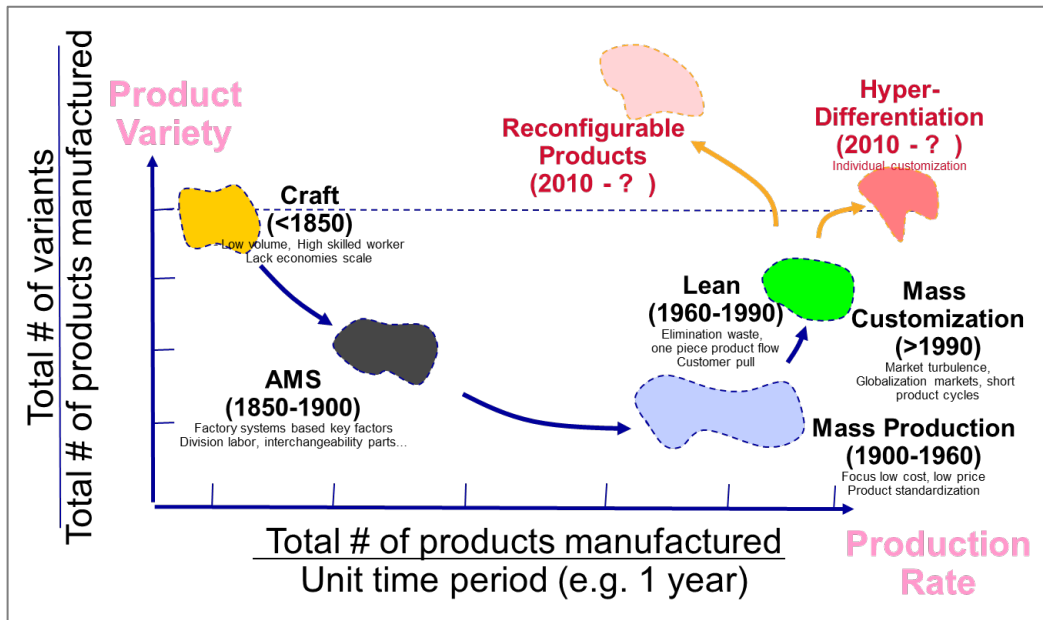 Total # of variants
Total # of products manufactured
Product
Variety
Craft
(<1850)
Low volume, High skilled worker
Lack economies scale
AMS
(1850-1900)
Factory systems based key factors
Division labor, interchangeability parts...
Reconfigurable
Products
(2010 - ? )
Hyper-
Differentiation
(2010 - ? )
Individual customization
Lean
(1960-1990)
Elimination waste,
one piece product flow
Customer pull
Mass
Customization
(>1990)
Market turbulence,
Globalization markets, short
product cycles
Mass Production
(1900-1960)
Focus low cost, low price
Product standardization
Total # of products manufactured
Unit time period (e.g. 1 year)
Production
Rate